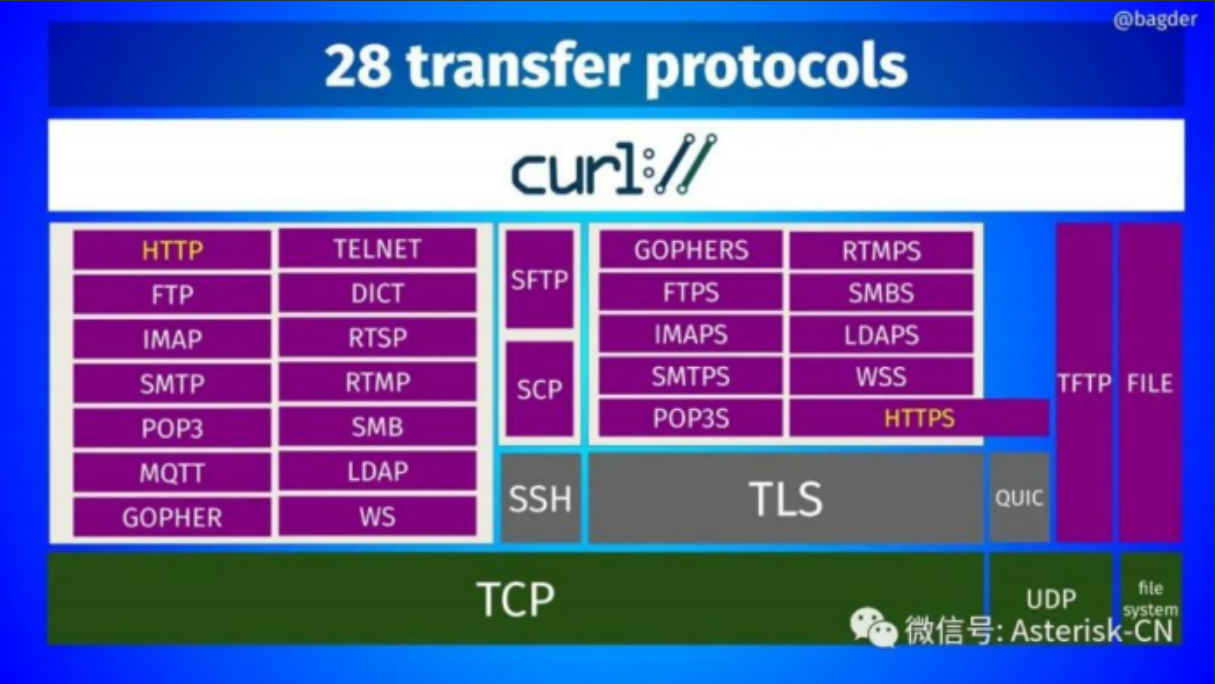 @bagder
28 transfer protocols
curl://
HTTP
TELNET
FTP
DICT
IMAP
RTSP
SMTP
RTMP
POP3
SMB
MQTT
LDAP
GOPHER
WS
SFTP
SCP
SSH
GOPHERS
RTMPS
FTPS
SMBS
IMAPS
LDAPS
SMTPS
WSS
POP3S
HTTPS
TLS
QUIC
TFTP
FILE
TCP
UDP
file
system
微信号: Asterisk-CN